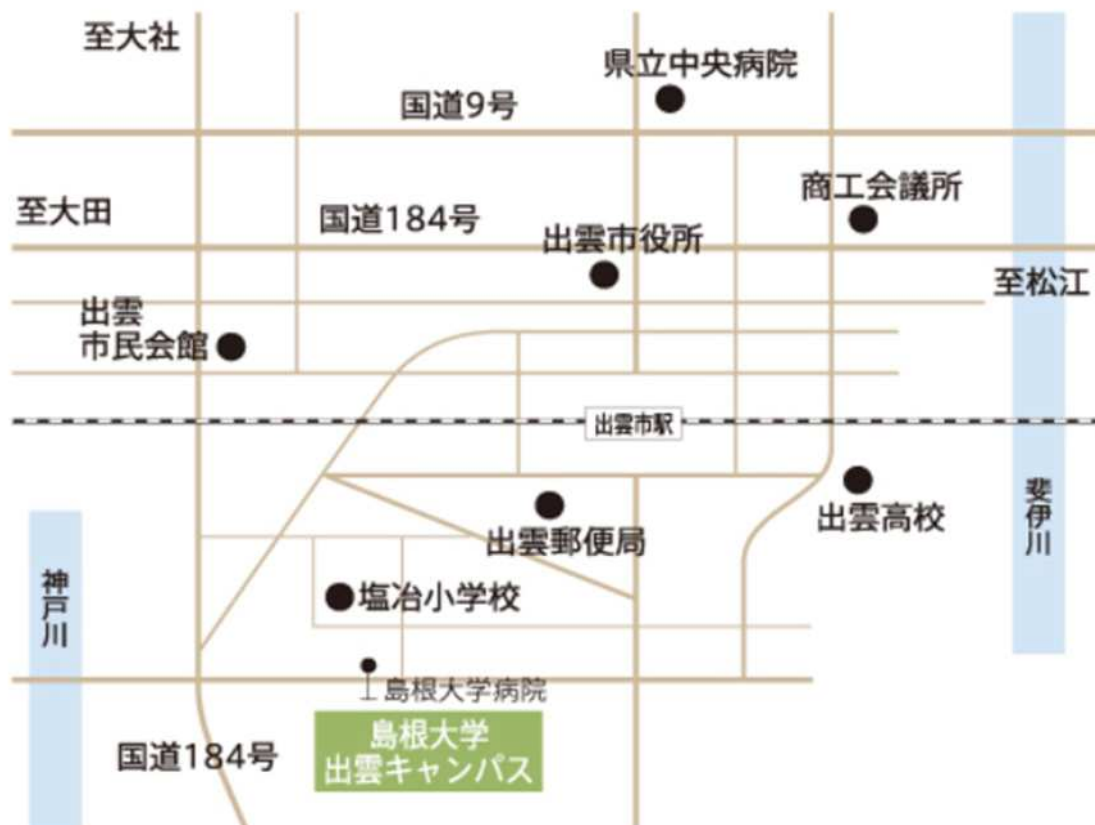 至大社
県立中央病院
国道9号
商工会議所
至大田
国道184号
出雲市役所
至松江
出雲
市民会館
出雲市駅
斐伊川
出雲高校
出雲郵便局
神戸川
塩冶小学校
島根大学病院
島根大学
出雲キャンパス
国道184号